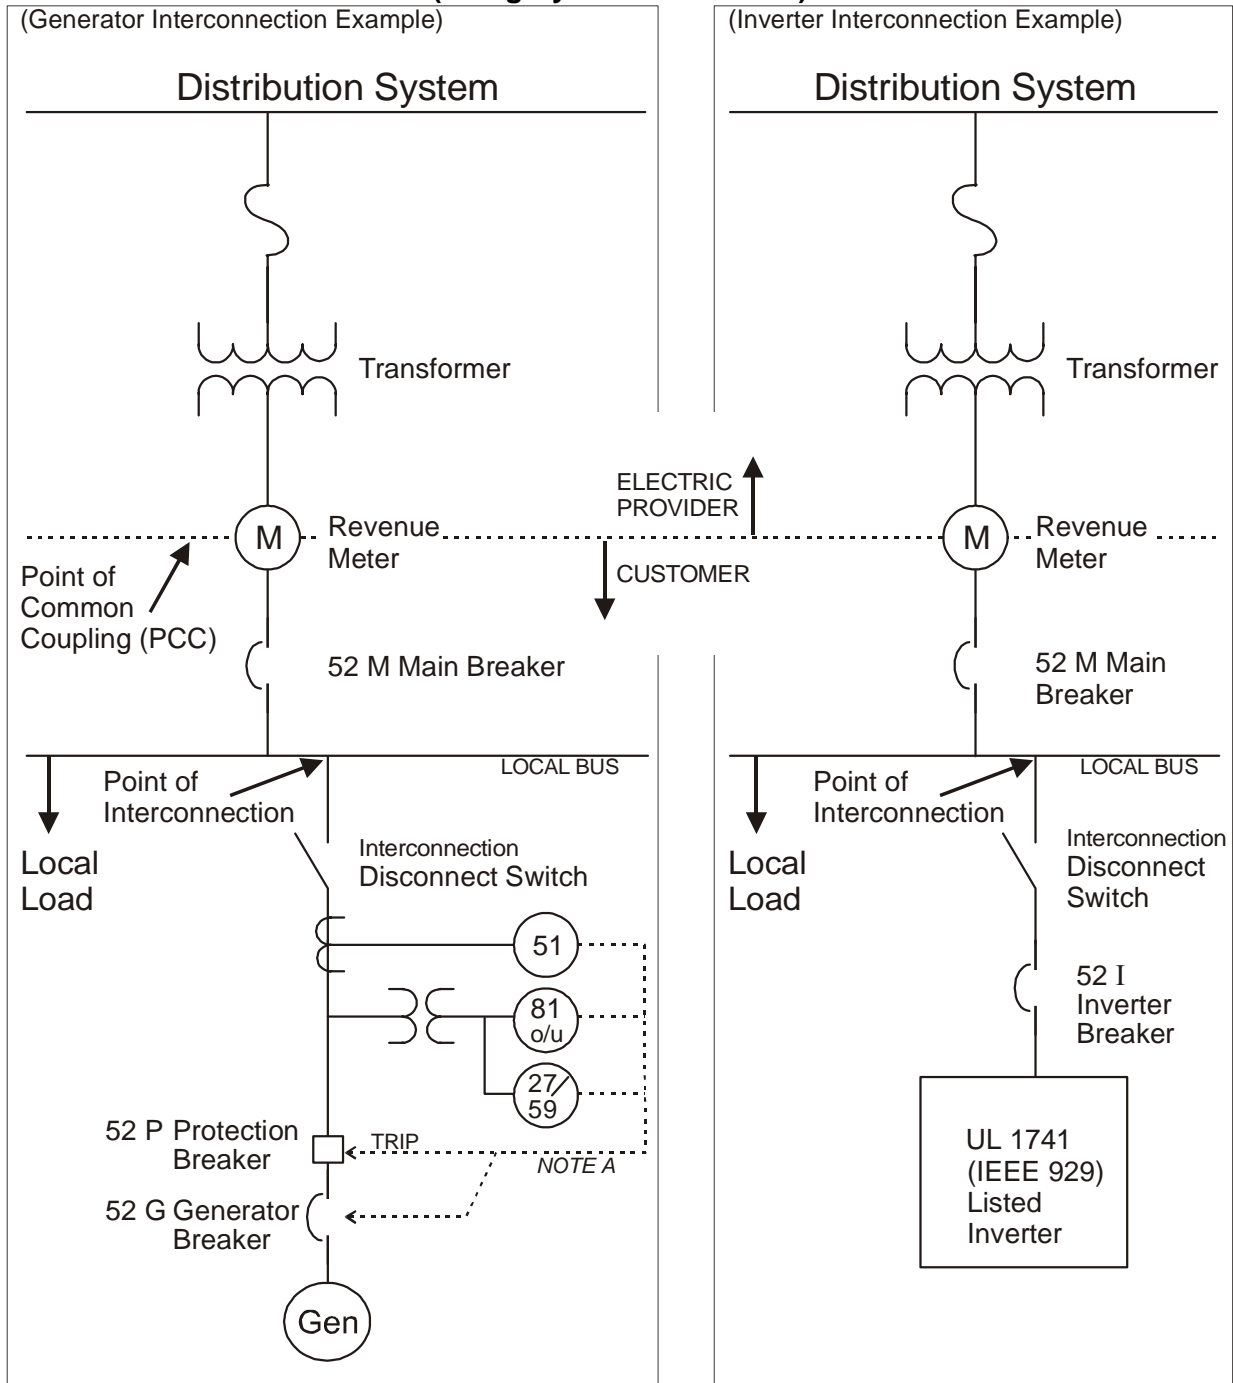 (Generator Interconnection Example)
Distribution System
Transformer
ELECTRIC
PROVIDER
M
Revenue
Meter
CUSTOMER
Point of
Common
Coupling (PCC)
52 M Main Breaker
LOCAL BUS
Point of
Interconnection
Local
Load
Interconnection
Disconnect Switch
51
81
o/u
27/
59
52 P Protection
Breaker
TRIP
NOTE A
52 G Generator
Breaker
Gen
(Inverter Interconnection Example)
Distribution System
Transformer
M
Revenue
Meter
52 M Main
Breaker
LOCAL BUS
Point of
Interconnection
Local
Load
Interconnection
Disconnect
Switch
52 I
Inverter
Breaker
UL 1741
(IEEE 929)
Listed
Inverter